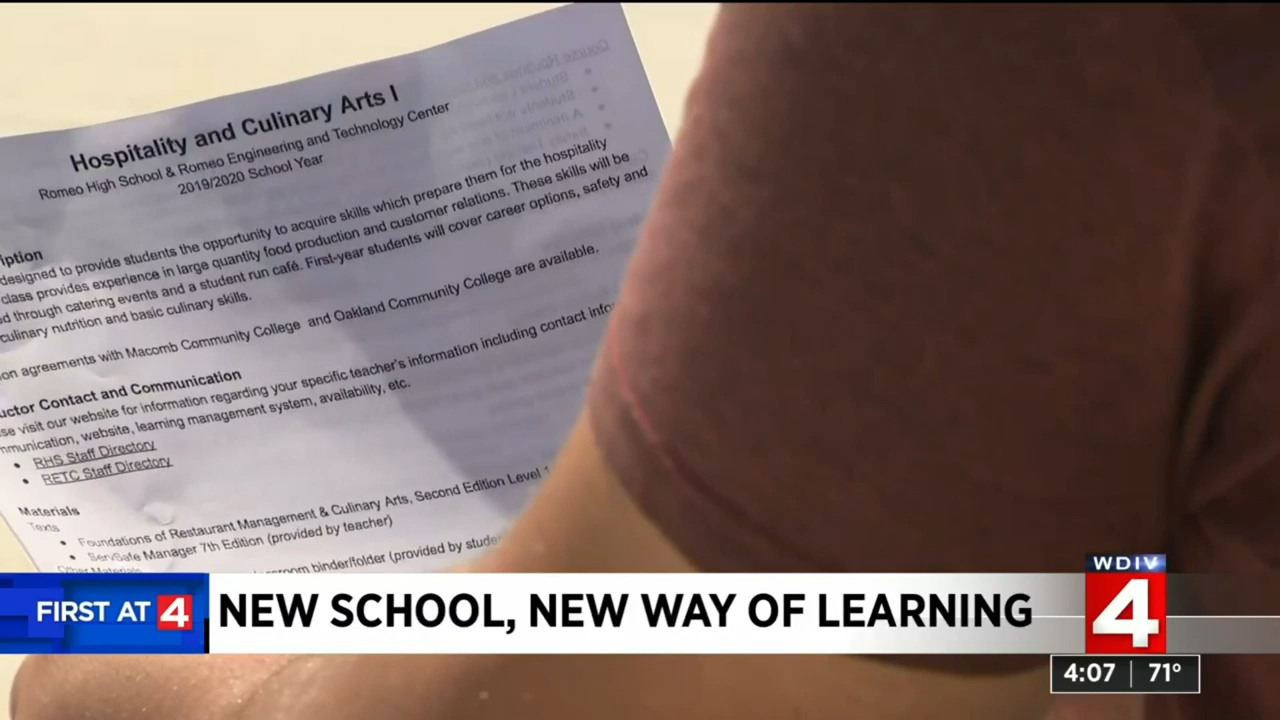 Hospitality and Culinary Arts I
Romeo High School & Romeo Engineering and Technology Center
2019/2020 School Year
iption
designed to provide students the opportunity to acquire skills which prepare them for the hospitality
class provides experience in large quantity food production and customer relations. These skills will be
d through catering events and a student run café. First-year students will cover career options, safety and
culinary nutrition and basic culinary skills.
on agreements with Macomb Community College and Oakland Community College are available.
uctor Contact and Communication
se visit our website for information regarding your specific teacher's information including contact info
mmunication, website, learning management system, availability, etc.
• RHS Staff Directory
• RETC Staff Directory
Materials
Texts
• Foundations of Restaurant Management & Culinary Arts, Second Edition Level 1
• ServSafe Manager 7th Edition (provided by teacher)
Other Materials
ssroom binder/folder (provided by stude
FIRST AT 4
NEW SCHOOL, NEW WAY OF LEARNING
WDIV
4
4:07 | 71°